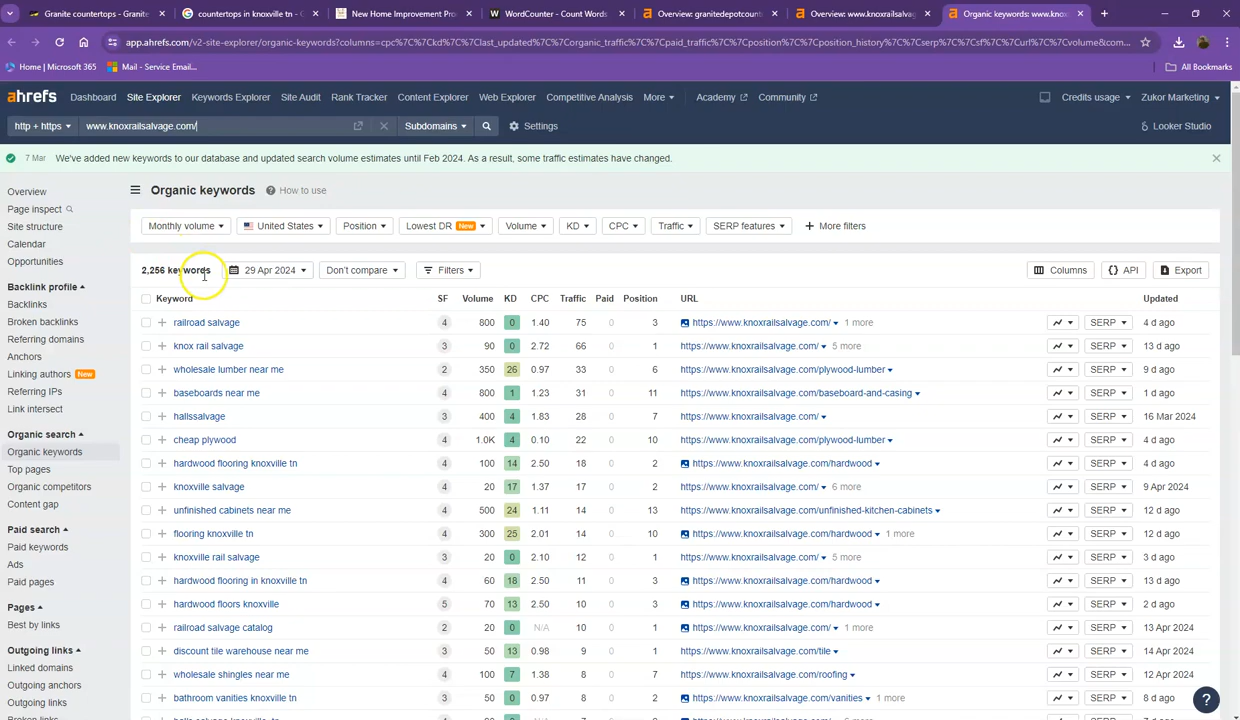 Granite countertops - Granite
countertops in knoxville tn - G
New Home Improvement Pro
WordCounter - Count Words
Overview: granitedepotcount
Overview: www.knoxrailsalvag
Organic keywords: www.knox
app.ahrefs.com/v2-site-explorer/organic-keywords?columns=cpc%7C%7Ckd%7C%7Clast_updated%7C%7Corganic_traffic%7C%7Cpaid_traffic%7C%7Cposition%7C%7Cposition_history%7C%7Cserp%7C%7Csf%7C%7Curl%7C%7Cvolume&com...
Home | Microsoft 365 Mail - Service Email... All Bookmarks
ahrefs Dashboard Site Explorer Keywords Explorer Site Audit Rank Tracker Content Explorer Web Explorer Competitive Analysis More Academy Community Credits usage Zukor Marketing
http + https www.knoxrailsalvage.com/ Subdomains Settings Looker Studio
7 Mar We've added new keywords to our database and updated search volume estimates until Feb 2024. As a result, some traffic estimates have changed.
Overview
Page inspect
Site structure
Calendar
Opportunities
Backlink profile
Backlinks
Broken backlinks
Referring domains
Anchors
Linking authors New
Referring IPs
Link intersect
Organic search
Organic keywords
Top pages
Organic competitors
Content gap
Paid search
Paid keywords
Ads
Paid pages
Pages
Best by links
Outgoing links
Linked domains
Outgoing anchors
Outgoing links
Broken links
Organic keywords How to use
Monthly volume United States Position Lowest DR New Volume KD CPC Traffic SERP features + More filters
2,256 keywords 29 Apr 2024 Don't compare Filters Columns API Export
Keyword SF Volume KD CPC Traffic Paid Position URL Updated
railroad salvage 4 800 0 1.40 75 0 3 https://www.knoxrailsalvage.com/ 1 more SERP 4 d ago
knox rail salvage 3 90 0 2.72 66 0 1 https://www.knoxrailsalvage.com/ 5 more SERP 13 d ago
wholesale lumber near me 2 350 26 0.97 33 0 6 https://www.knoxrailsalvage.com/plywood-lumber SERP 9 d ago
baseboards near me 4 800 1 1.23 31 0 11 https://www.knoxrailsalvage.com/baseboard-and-casing SERP 1 d ago
hallssalvage 3 400 4 1.83 28 0 7 https://www.knoxrailsalvage.com/ SERP 16 Mar 2024
cheap plywood 4 1.0K 4 0.10 22 0 10 https://www.knoxrailsalvage.com/plywood-lumber SERP 4 d ago
hardwood flooring knoxville tn 4 100 14 2.50 18 0 2 https://www.knoxrailsalvage.com/hardwood SERP 4 d ago
knoxville salvage 4 20 17 1.37 17 0 2 https://www.knoxrailsalvage.com/ 6 more SERP 9 Apr 2024
unfinished cabinets near me 4 500 24 1.11 14 0 13 https://www.knoxrailsalvage.com/unfinished-kitchen-cabinets SERP 12 d ago
flooring knoxville tn 4 300 25 2.01 14 0 10 https://www.knoxrailsalvage.com/hardwood 1 more SERP 12 d ago
knoxville rail salvage 3 20 0 2.10 12 0 1 https://www.knoxrailsalvage.com/ 5 more SERP 3 d ago
hardwood flooring in knoxville tn 4 60 18 2.50 11 0 3 https://www.knoxrailsalvage.com/hardwood SERP 13 d ago
hardwood floors knoxville 5 70 13 2.50 10 0 3 https://www.knoxrailsalvage.com/hardwood SERP 2 d ago
railroad salvage catalog 2 20 0 N/A 10 0 1 https://www.knoxrailsalvage.com/ 1 more SERP 13 Apr 2024
discount tile warehouse near me 3 50 13 0.98 9 0 5 https://www.knoxrailsalvage.com/tile SERP 14 Apr 2024
wholesale shingles near me 4 100 7 1.38 8 0 7 https://www.knoxrailsalvage.com/roofing SERP 12 Apr 2024
bathroom vanities knoxville tn 3 50 0 0.97 8 0 2 https://www.knoxrailsalvage.com/vanities 1 more SERP 8 d ago